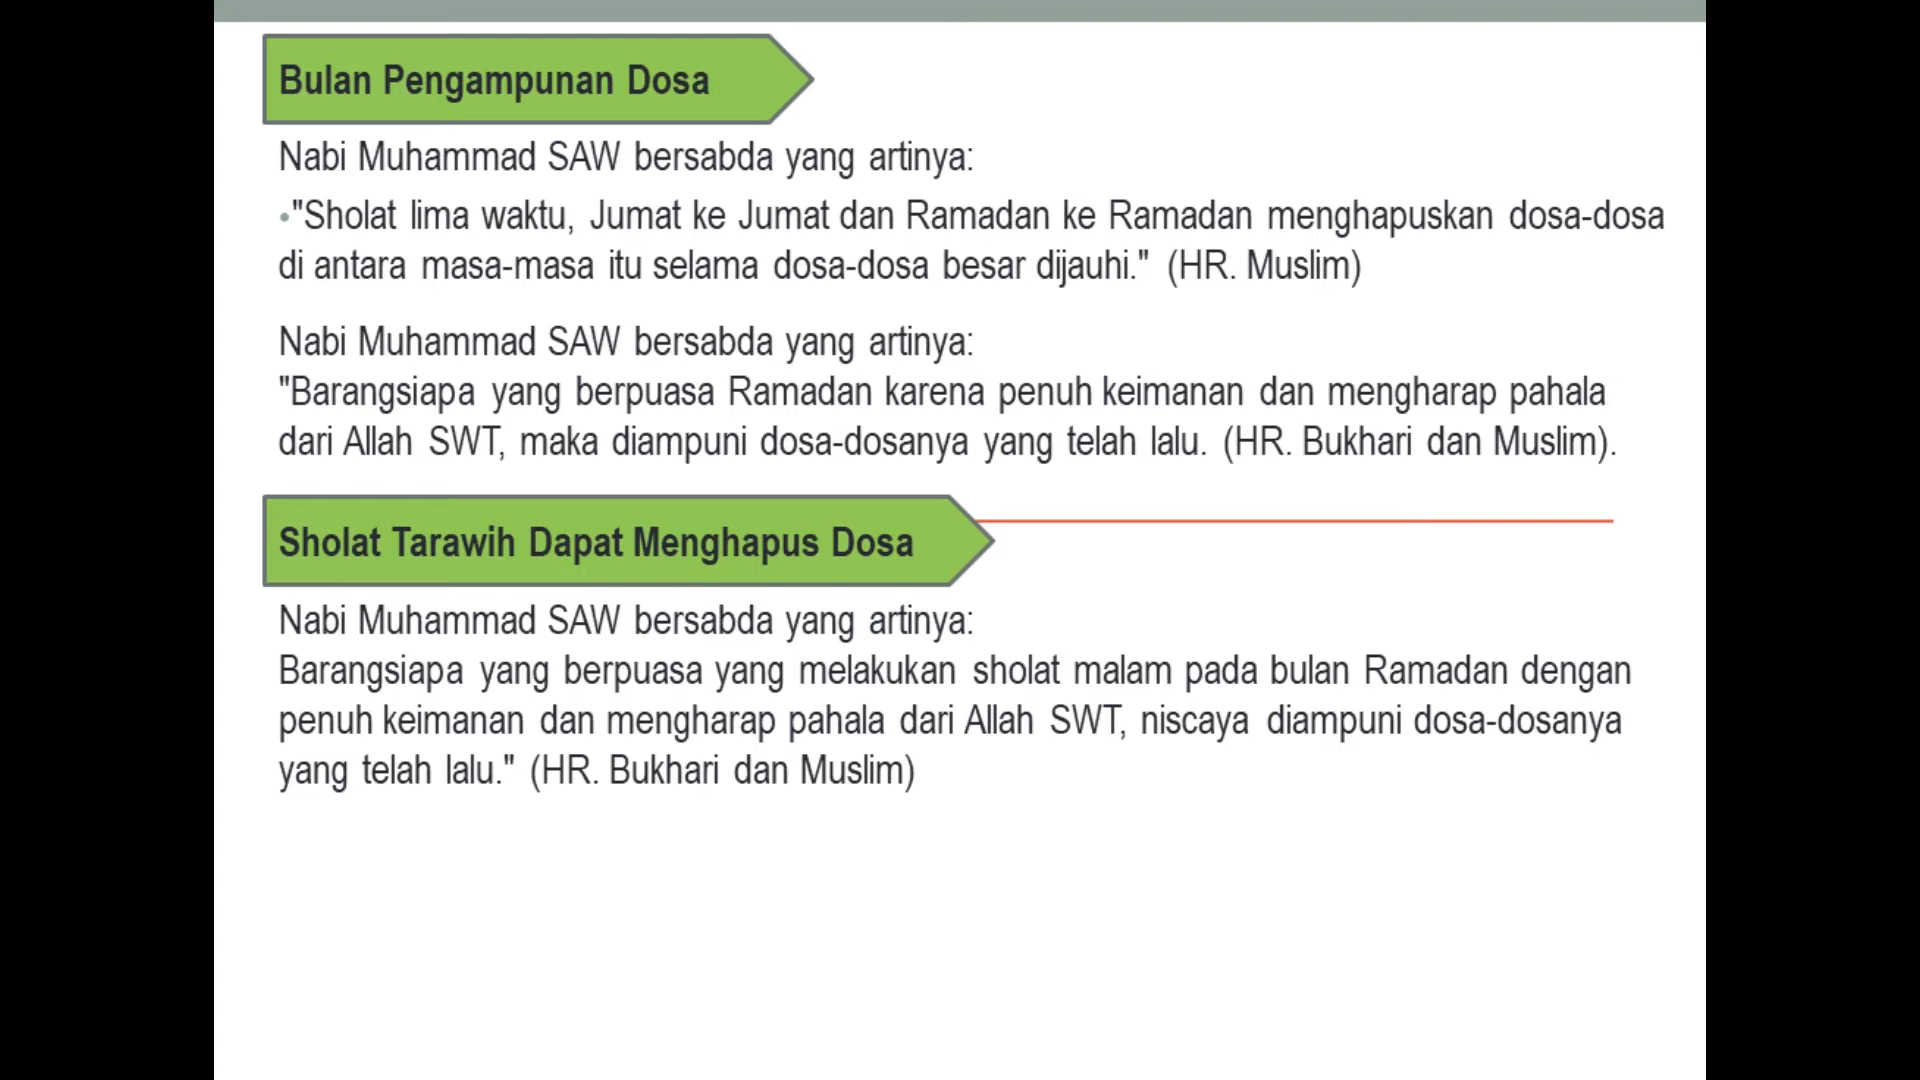 Bulan Pengampunan Dosa
Nabi Muhammad SAW bersabda yang artinya:
•"Sholat lima waktu, Jumat ke Jumat dan Ramadan ke Ramadan menghapuskan dosa-dosa
di antara masa-masa itu selama dosa-dosa besar dijauhi." (HR. Muslim)
Nabi Muhammad SAW bersabda yang artinya:
"Barangsiapa yang berpuasa Ramadan karena penuh keimanan dan mengharap pahala
dari Allah SWT, maka diampuni dosa-dosanya yang telah lalu. (HR. Bukhari dan Muslim).
Sholat Tarawih Dapat Menghapus Dosa
Nabi Muhammad SAW bersabda yang artinya:
Barangsiapa yang berpuasa yang melakukan sholat malam pada bulan Ramadan dengan
penuh keimanan dan mengharap pahala dari Allah SWT, niscaya diampuni dosa-dosanya
yang telah lalu." (HR. Bukhari dan Muslim)